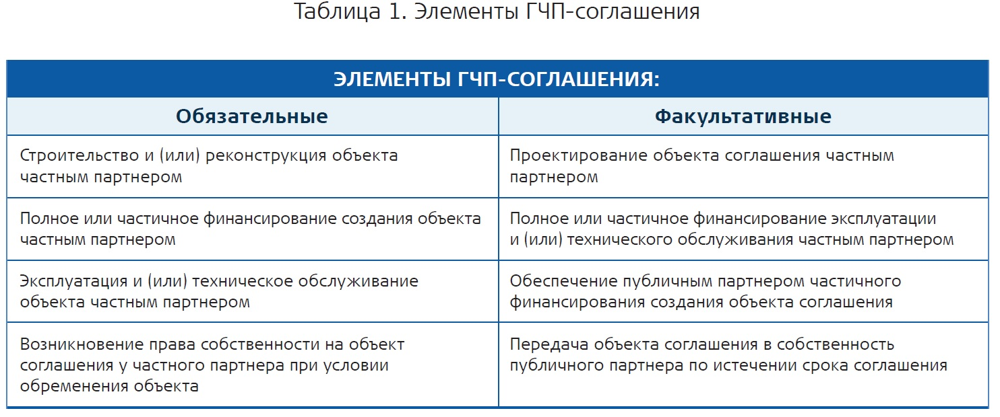 Таблица 1. Элементы ГЧП-соглашения
ЭЛЕМЕНТЫ ГЧП-СОГЛАШЕНИЯ:
Обязательные
Факультативные
Строительство и (или) реконструкция объекта
частным партнером
Проектирование объекта соглашения частным
партнером
Полное или частичное финансирование создания объекта
частным партнером
Полное или частичное финансирование эксплуатации
и (или) технического обслуживания частным партнером
Эксплуатация и (или) техническое обслуживание
объекта частным партнером
Обеспечение публичным партнером частичного
финансирования создания объекта соглашения
Возникновение права собственности на объект
соглашения у частного партнера при условии
обременения объекта
Передача объекта соглашения в собственность
публичного партнера по истечении срока соглашения